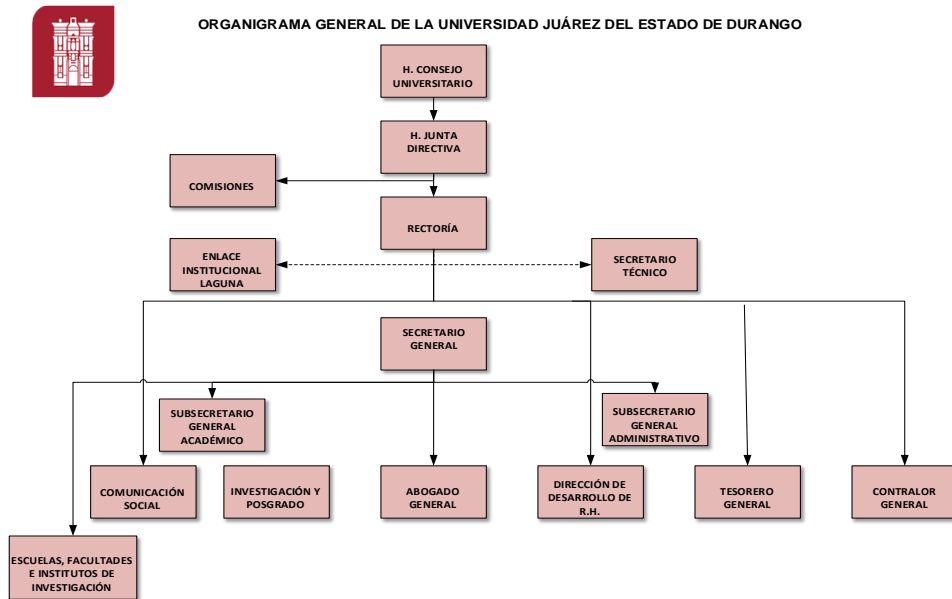 ORGANIGRAMA GENERAL DE LA UNIVERSIDAD JUÁREZ DEL ESTADO DE DURANGO
H. CONSEJO
UNIVERSITARIO
H. JUNTA
DIRECTIVA
COMISIONES
RECTORÍA
ENLACE
INSTITUCIONAL
LAGUNA
SECRETARIO
TÉCNICO
SECRETARIO
GENERAL
SUBSECRETARIO
GENERAL
ACADÉMICO
SUBSECRETARIO
GENERAL
ADMINISTRATIVO
COMUNICACIÓN
SOCIAL
INVESTIGACIÓN Y
POSGRADO
ABOGADO
GENERAL
DIRECCIÓN DE
DESARROLLO DE
R.H.
TESORERO
GENERAL
CONTRALOR
GENERAL
ESCUELAS, FACULTADES
E INSTITUTOS DE
INVESTIGACIÓN